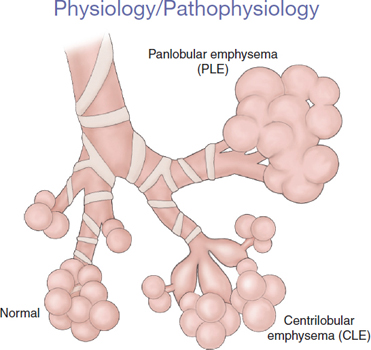 Physiology/Pathophysiology
Panlobular emphysema
(PLE)
Normal
Centrilobular
emphysema (CLE)